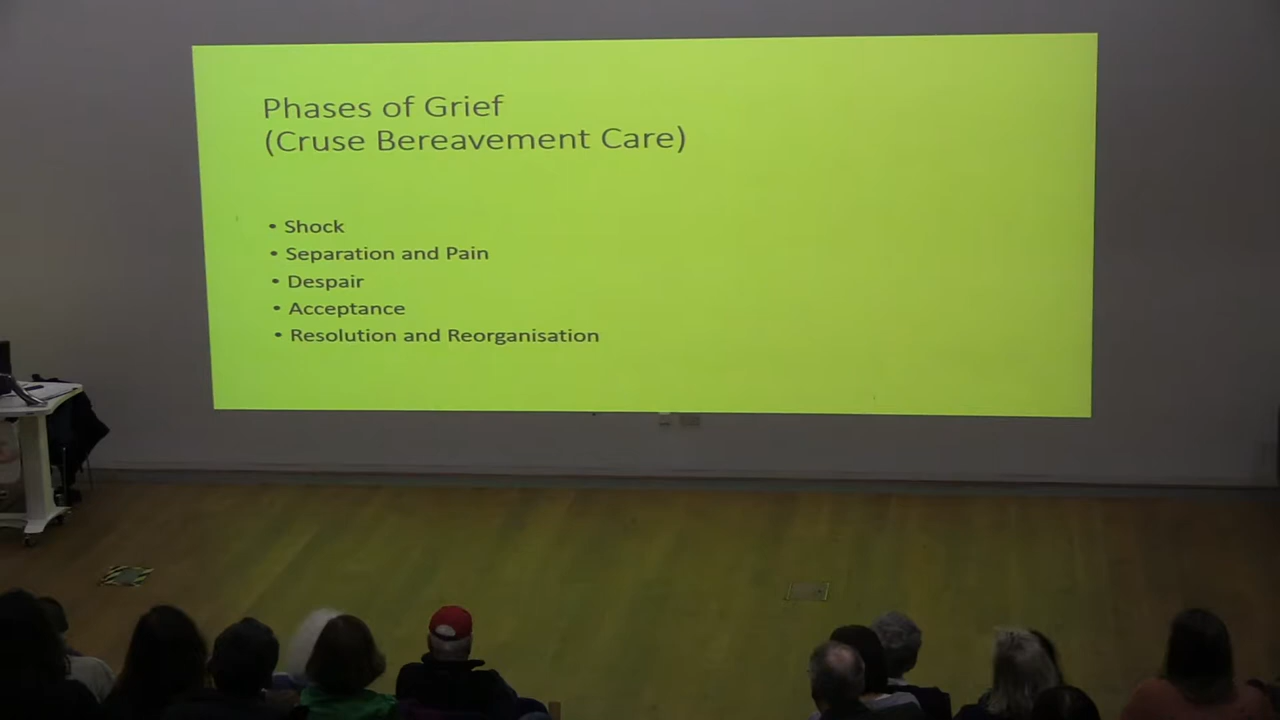 Phases of Grief
(Cruse Bereavement Care)
• Shock
• Separation and Pain
• Despair
• Acceptance
• Resolution and Reorganisation